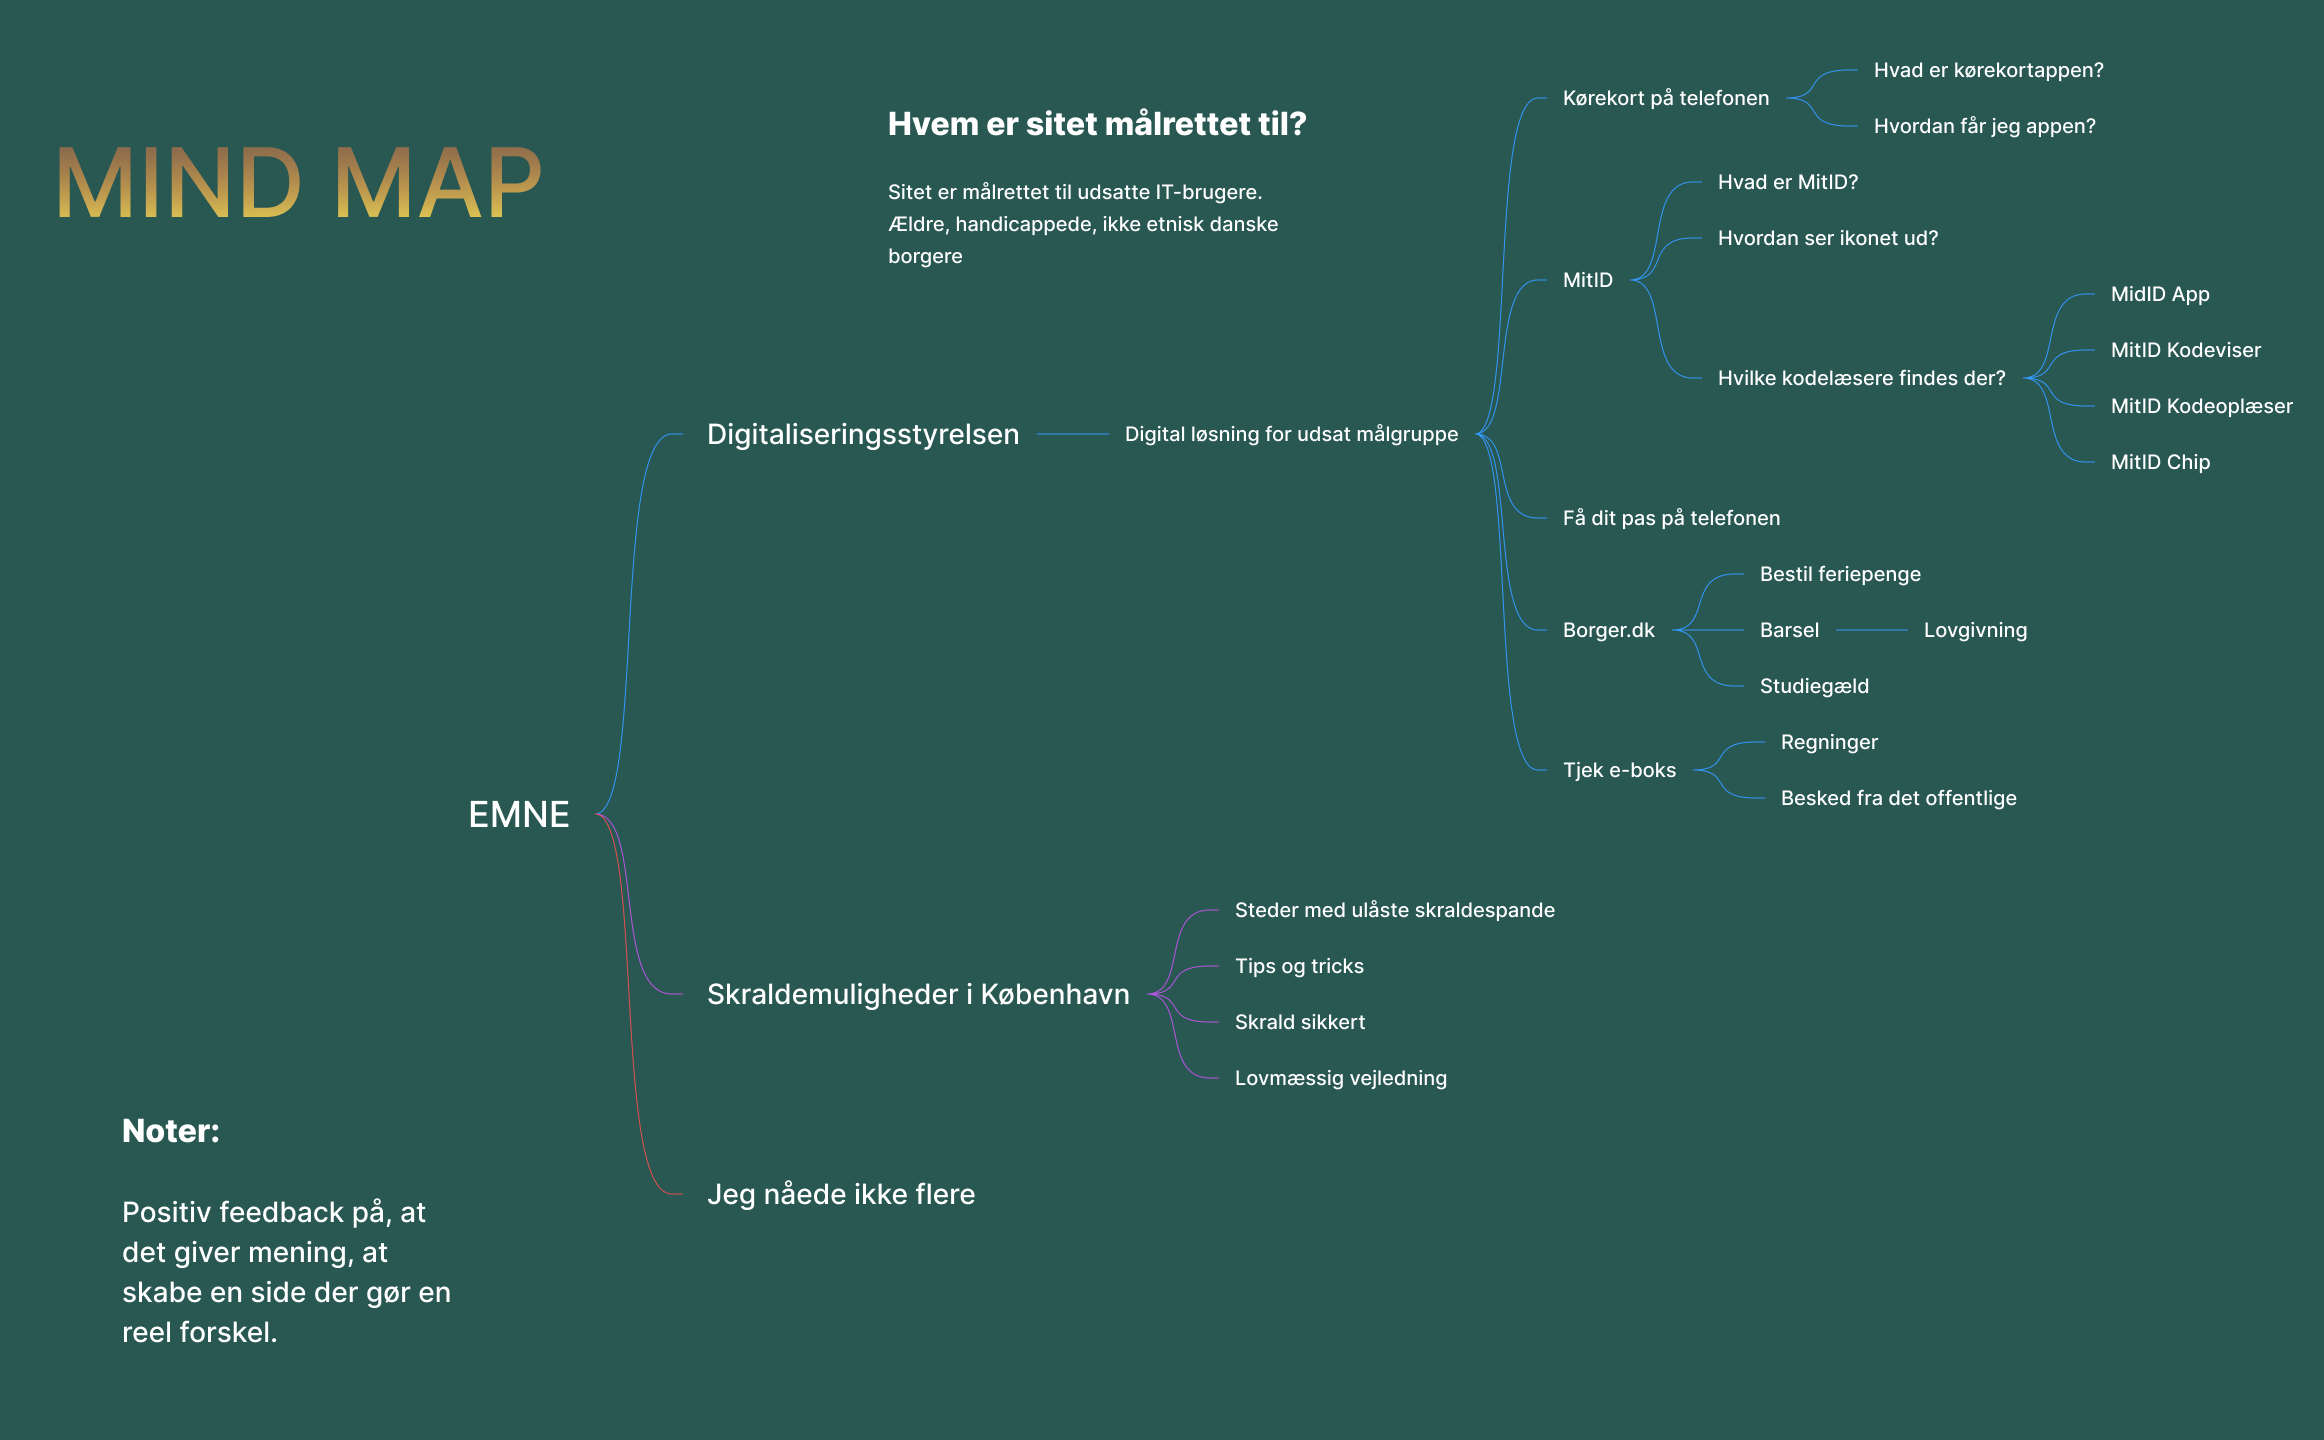 MIND MAP
Hvem er sitet målrettet til?
Sitet er målrettet til udsatte IT-brugere.
Ældre, handicappede, ikke etnisk danske
borgere
EMNE
Digitaliseringsstyrelsen
Digital løsning for udsat målgruppe
Kørekort på telefonen
Hvad er kørekortappen?
Hvordan får jeg appen?
MitID
Hvad er MitID?
Hvordan ser ikonet ud?
Hvilke kodelæsere findes der?
MidID App
MitID Kodeviser
MitID Kodeoplæser
MitID Chip
Få dit pas på telefonen
Borger.dk
Bestil feriepenge
Barsel
Lovgivning
Studiegæld
Tjek e-boks
Regninger
Besked fra det offentlige
Skraldemuligheder i København
Steder med ulåste skraldespande
Tips og tricks
Skrald sikkert
Lovmæssig vejledning
Jeg nåede ikke flere
Noter:
Positiv feedback på, at
det giver mening, at
skabe en side der gør en
reel forskel.